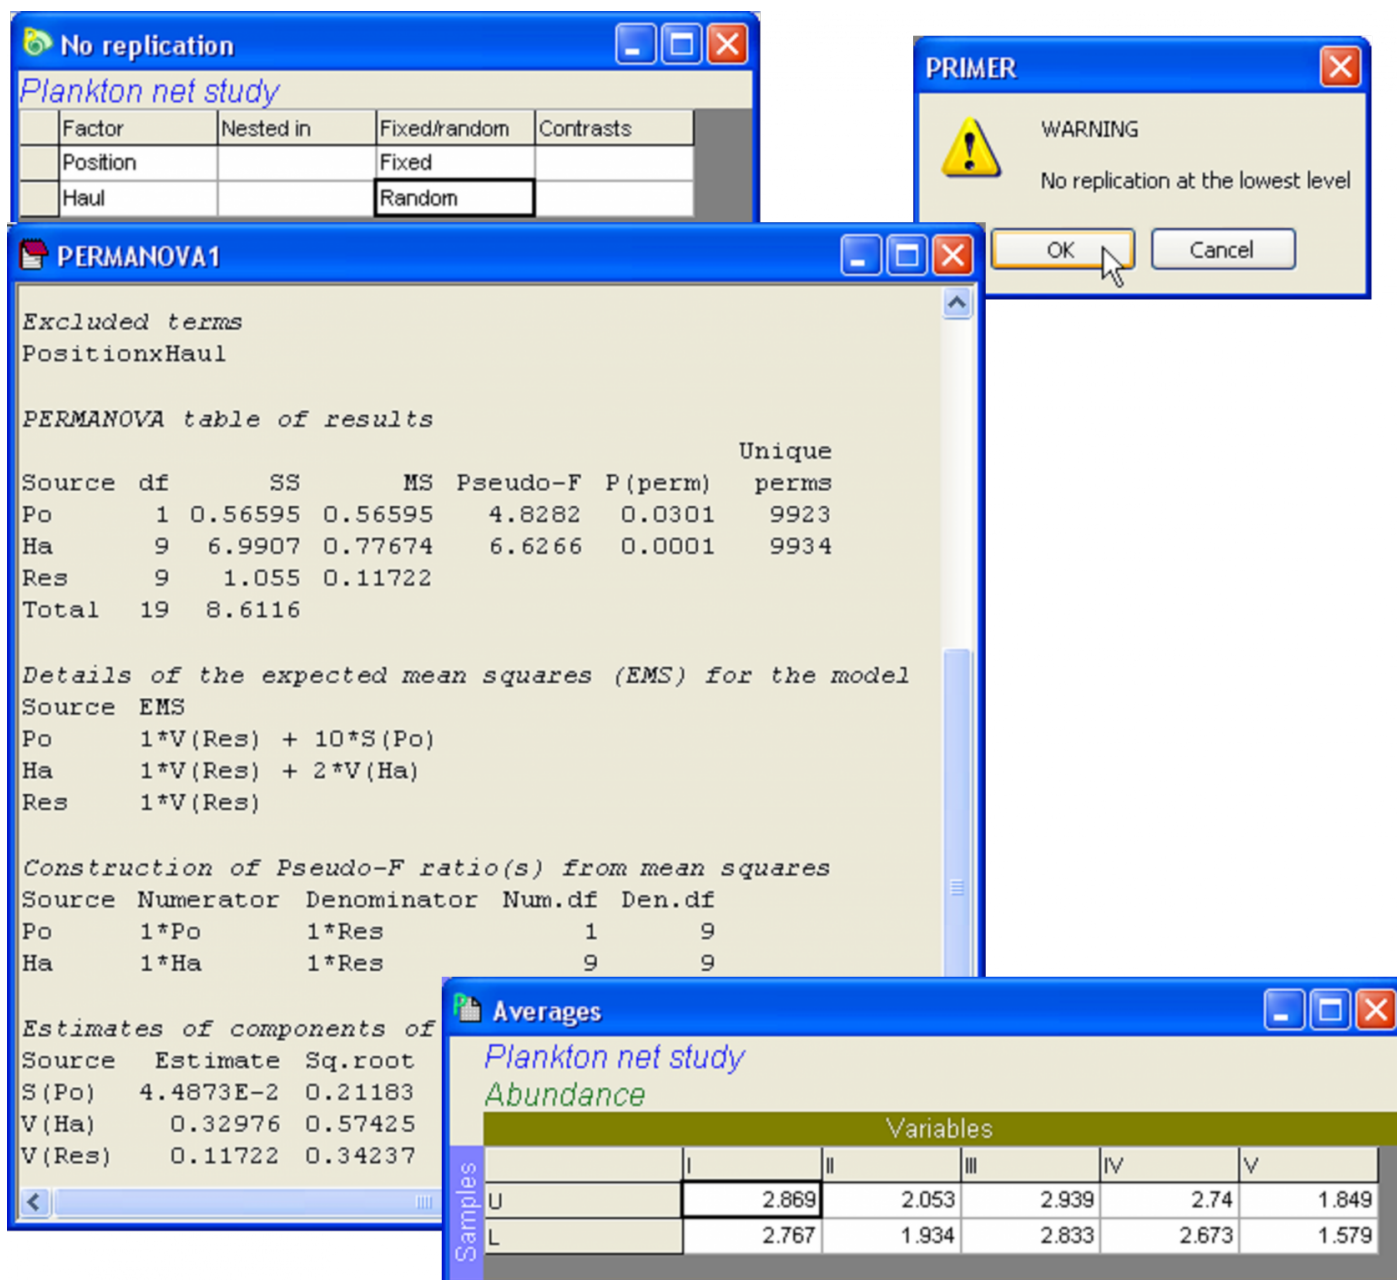 No replication
Plankton net study
Factor Nested in Fixed/random Contrasts
Position Fixed
Haul Random
PRIMER
WARNING
No replication at the lowest level
OK Cancel
PERMANOVA1
Excluded terms
PositionxHaul
PERMANOVA table of results
Unique
Source df SS MS Pseudo-F P(perm) perms
Po 1 0.56595 0.56595 4.8282 0.0301 9923
Ha 9 6.9907 0.77674 6.6266 0.0001 9934
Res 9 1.055 0.11722
Total 19 8.6116
Details of the expected mean squares (EMS) for the model
Source EMS
Po 1*V(Res) + 10*S(Po)
Ha 1*V(Res) + 2*V(Ha)
Res 1*V(Res)
Construction of Pseudo-F ratio(s) from mean squares
Source Numerator Denominator Num.df Den.df
Po 1*Po 1*Res 1 9
Ha 1*Ha 1*Res 9 9
Estimates of components of
Source Estimate Sq.root
S(Po) 4.4873E-2 0.21183
V(Ha) 0.32976 0.57425
V(Res) 0.11722 0.34237
Averages
Plankton net study
Abundance
Variables
Samples
I II III IV V
U 2.869 2.053 2.939 2.74 1.849
L 2.767 1.934 2.833 2.673 1.579